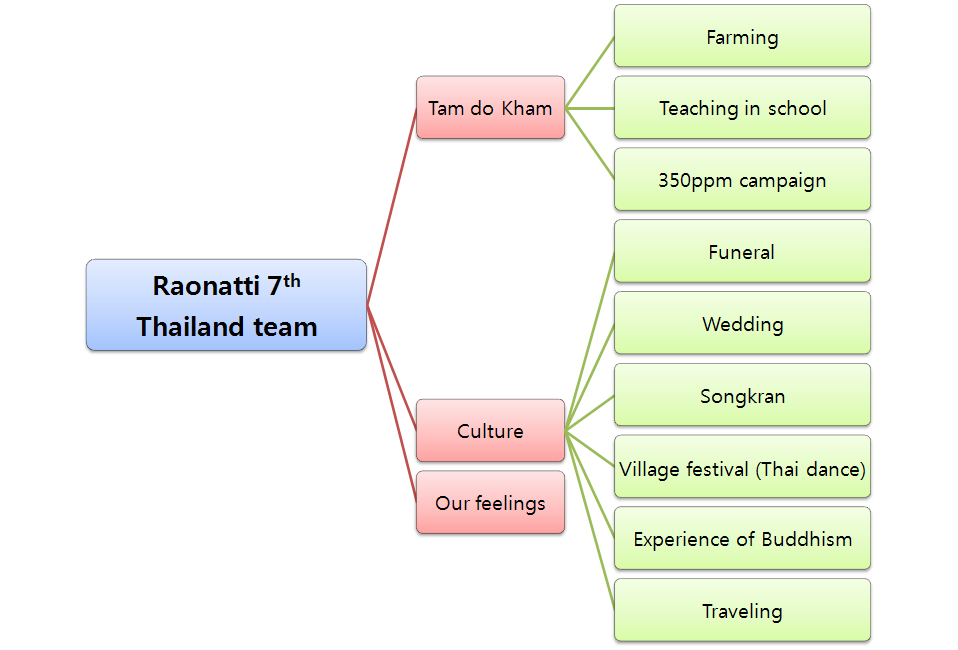 Raonatti 7th
Thailand team
Tam do Kham
Farming
Teaching in school
350ppm campaign
Culture
Funeral
Wedding
Songkran
Village festival (Thai dance)
Experience of Buddhism
Traveling
Our feelings